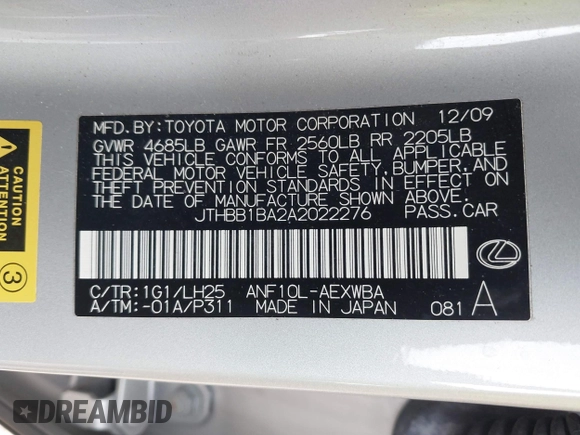 MFD.BY:TOYOTA MOTOR CORPORATION 12/09
GVWR 4685LB GAWR FR 2560LB RR 2205LB
THIS VEHICLE CONFORMS TO ALL APPLICABLE
FEDERAL MOTOR VEHICLE SAFETY,BUMPER,AND
THEFT PREVENTION STANDARDS IN EFFECT ON
THE DATE OF MANUFACTURE SHOWN ABOVE.
JTHBB1BA2A2022276 PASS.CAR
C/TR:1G1/LH25 ANF10L-AEXWBA
A/TM:-01A/P311 MADE IN JAPAN 081 A
CAUTION
ATTENTION
3
DREAMBID